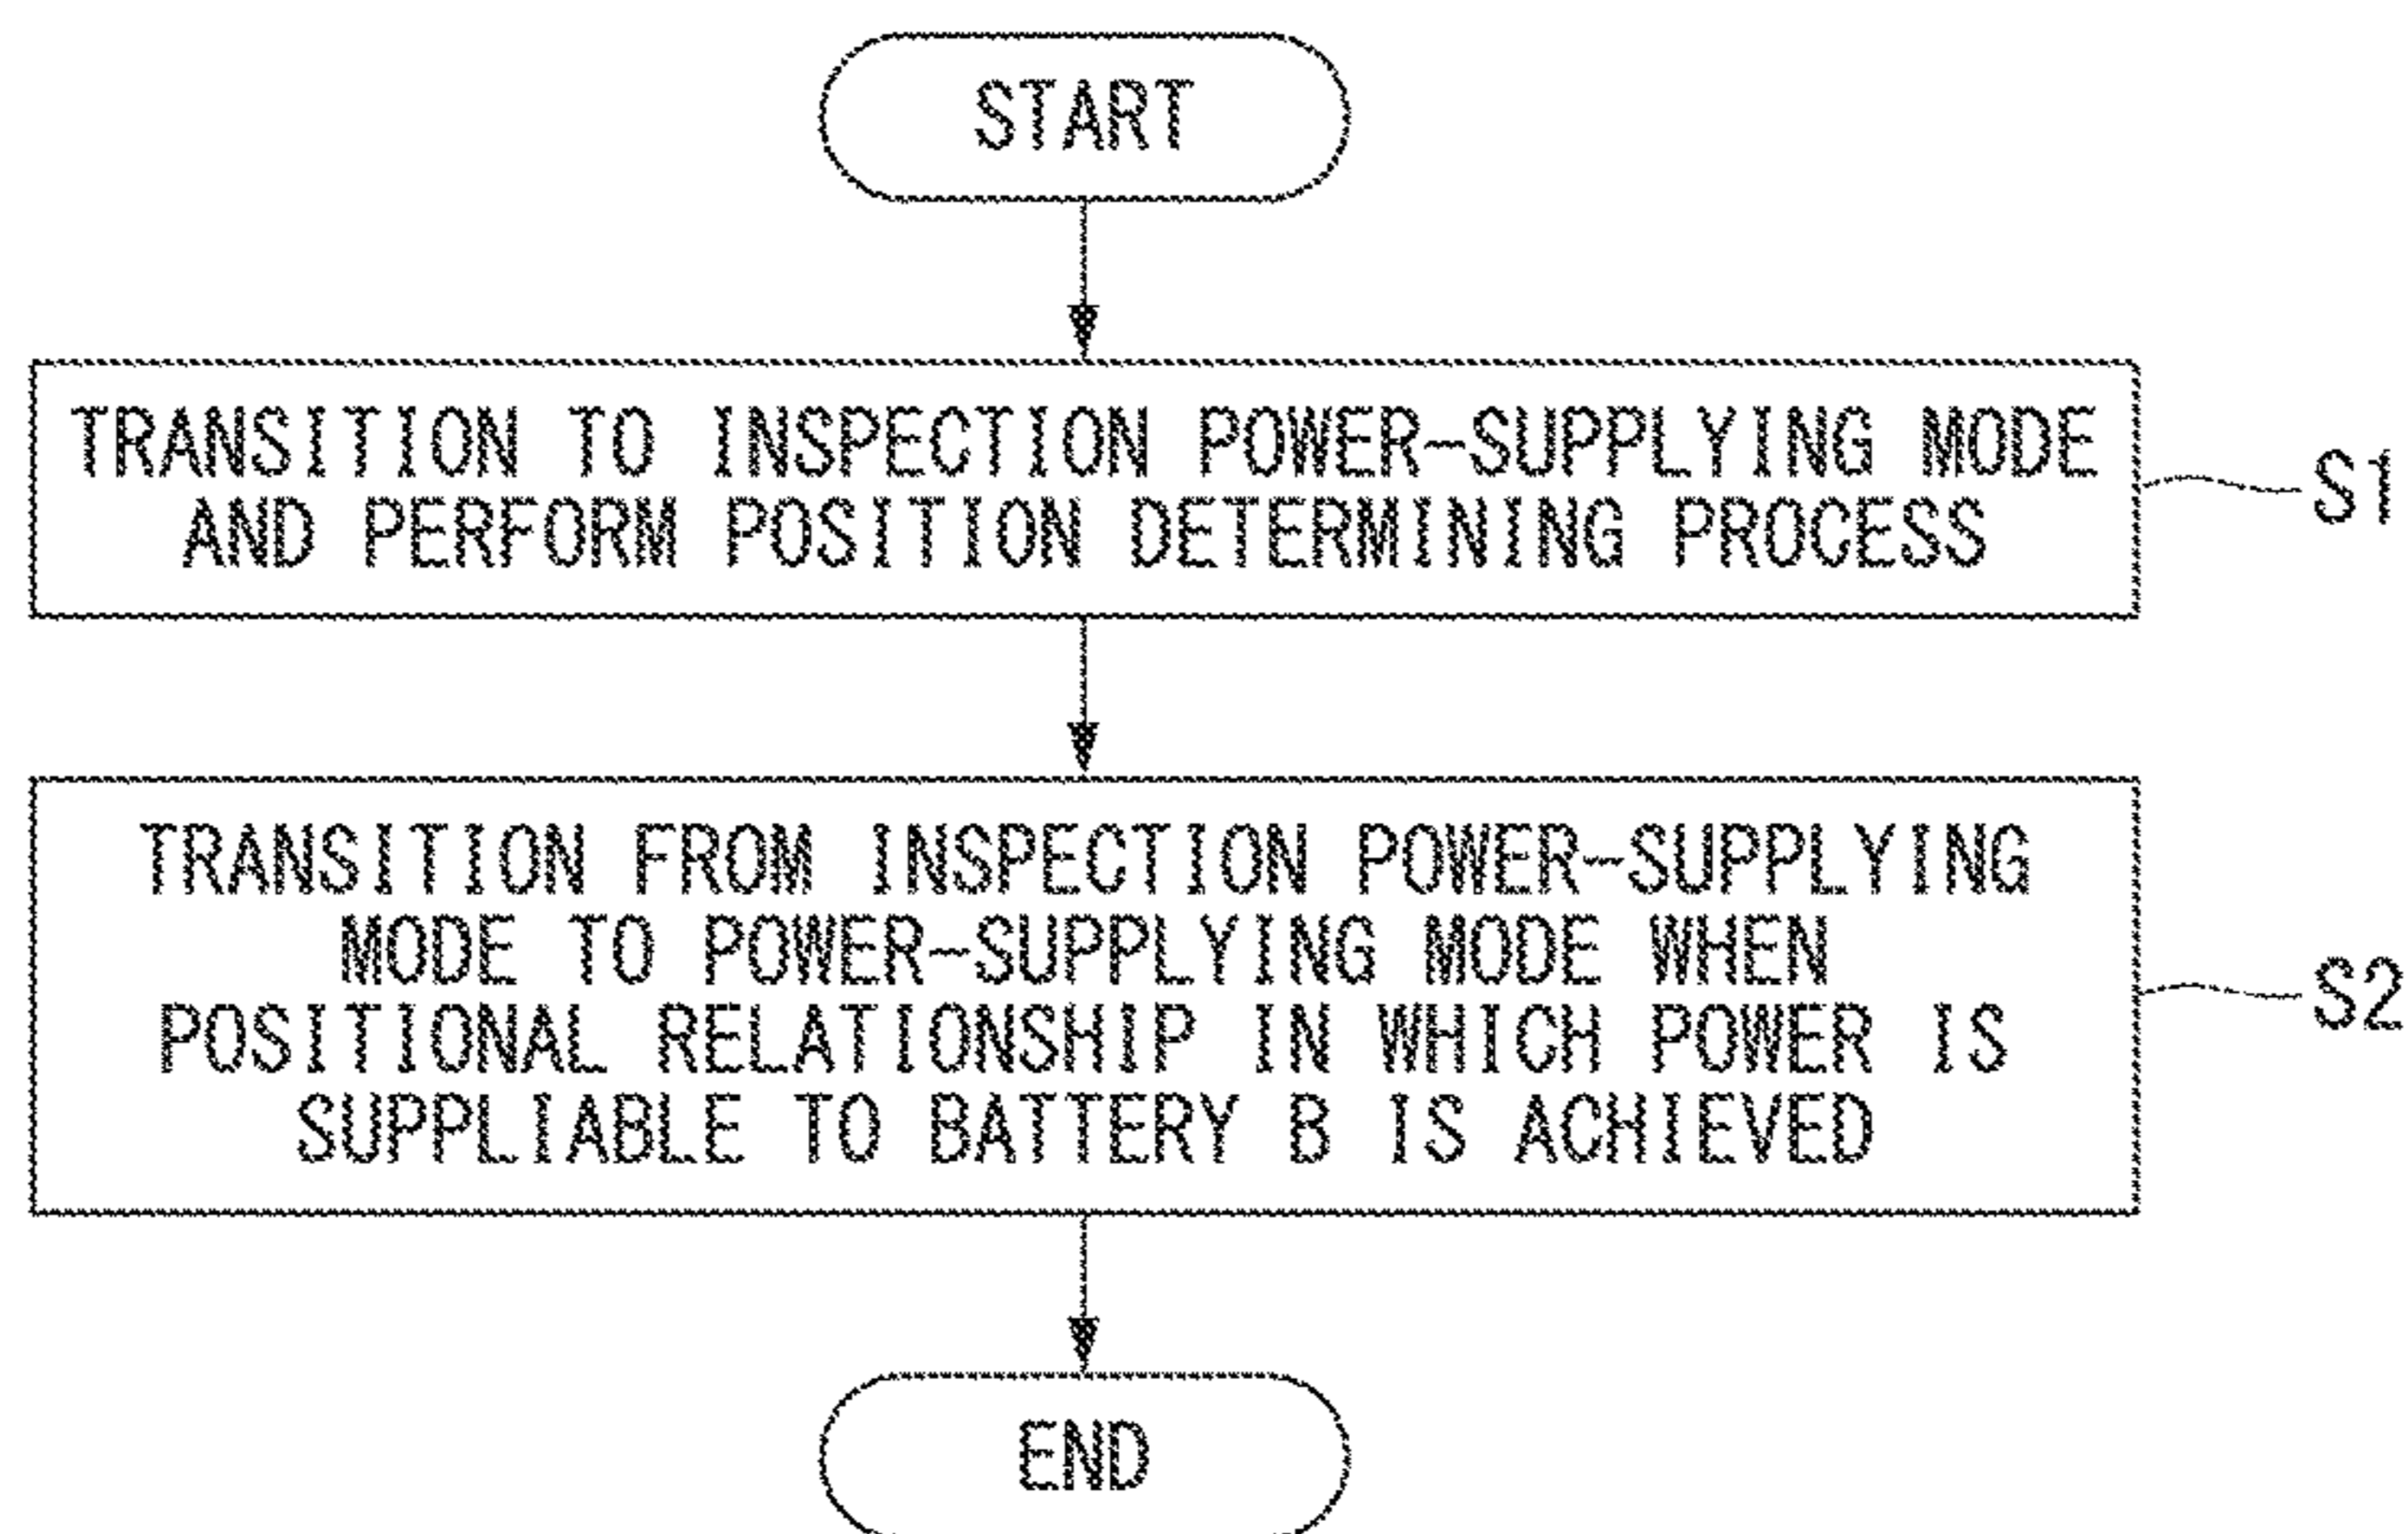 START
TRANSITION TO INSPECTION POWER-SUPPLYING MODE
AND PERFORM POSITION DETERMINING PROCESS
S1
TRANSITION FROM INSPECTION POWER-SUPPLYING
MODE TO POWER-SUPPLYING MODE WHEN
POSITIONAL RELATIONSHIP IN WHICH POWER IS
SUPPLIABLE TO BATTERY B IS ACHIEVED
S2
END